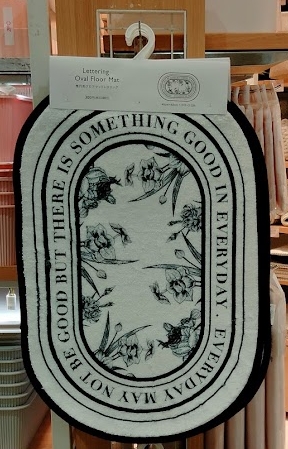 Lettering
Oval Floor Mat
EVERYDAY MAY NOT BE GOOD BUT THERE IS SOMETHING GOOD IN EVERYDAY.